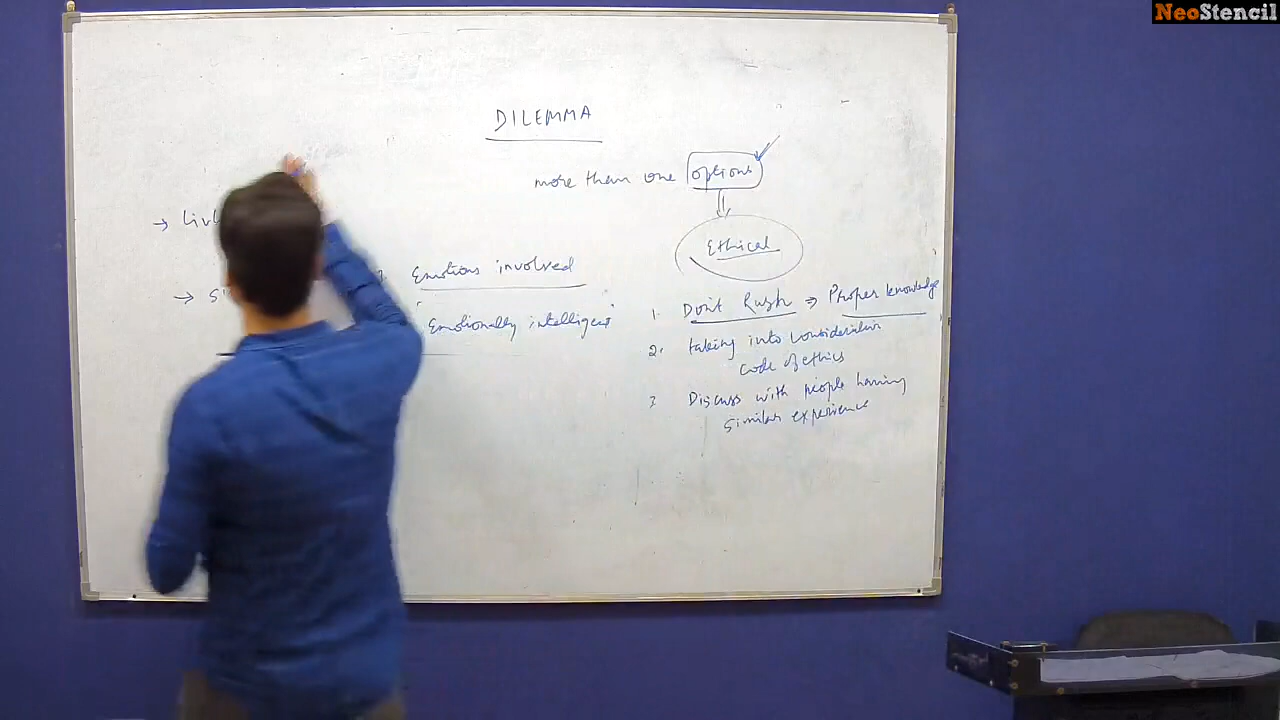 NeoStencil
DILEMMA
more than one options
Ethical
Emotions involved
Emotionally intelligent
1. Don't Rush → Proper knowledge
2. taking into consideration
code of ethics
3 Discuss with people having
similar experience